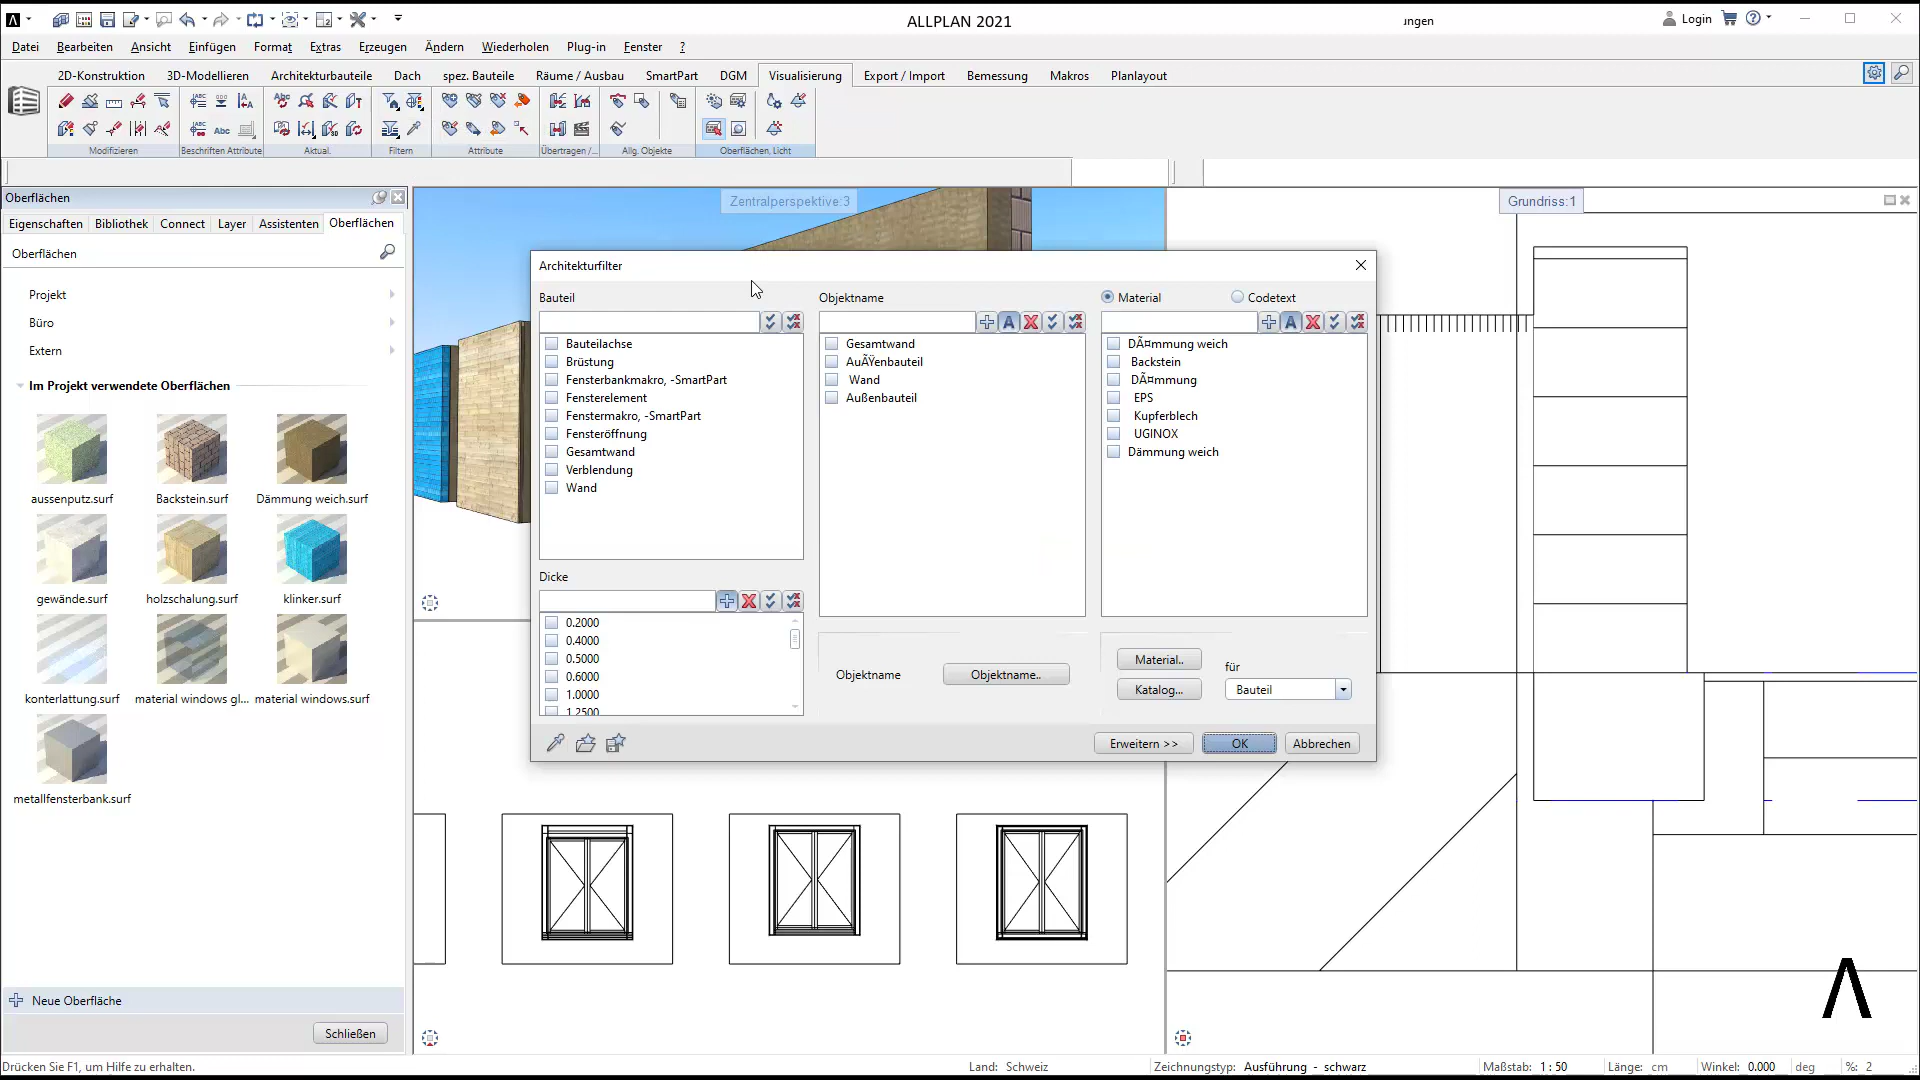 ALLPLAN 2021
ungen
Login
Datei Bearbeiten Ansicht Einfügen Format Extras Erzeugen Ändern Wiederholen Plug-in Fenster ?
2D-Konstruktion 3D-Modellieren Architekturbauteile Dach spez. Bauteile Räume / Ausbau SmartPart DGM Visualisierung Export / Import Bemessung Makros Planlayout
Modifizieren Beschriften Attribute Aktual. Filtern Attribute Übertragen /... Allg. Objekte Oberflächen, Licht
Oberflächen
Eigenschaften Bibliothek Connect Layer Assistenten Oberflächen
Oberflächen
Projekt
Büro
Extern
Im Projekt verwendete Oberflächen
aussenputz.surf Backstein.surf Dämmung weich.surf
gewände.surf holzschalung.surf klinker.surf
konterlattung.surf material windows gl... material windows.surf
metallfensterbank.surf
Neue Oberfläche
Schließen
Zentralperspektive:3
Grundriss:1
Architekturfilter
Bauteil
Bauteilachse
Brüstung
Fensterbankmakro, -SmartPart
Fensterelement
Fenstermakro, -SmartPart
Fensteröffnung
Gesamtwand
Verblendung
Wand
Dicke
0.2000
0.4000
0.5000
0.6000
1.0000
1.2500
Objektname
Gesamtwand
AuÃŸenbauteil
Wand
Außenbauteil
Objektname Objektname..
Material Codetext
DÃ¤mmung weich
Backstein
DÃ¤mmung
EPS
Kupferblech
UGINOX
Dämmung weich
Material..
für
Katalog...
Bauteil
Erweitern >> OK Abbrechen
Drücken Sie F1, um Hilfe zu erhalten.
Land: Schweiz Zeichnungstyp: Ausführung - schwarz Maßstab: 1 : 50 Länge: cm Winkel: 0.000 deg %: 2